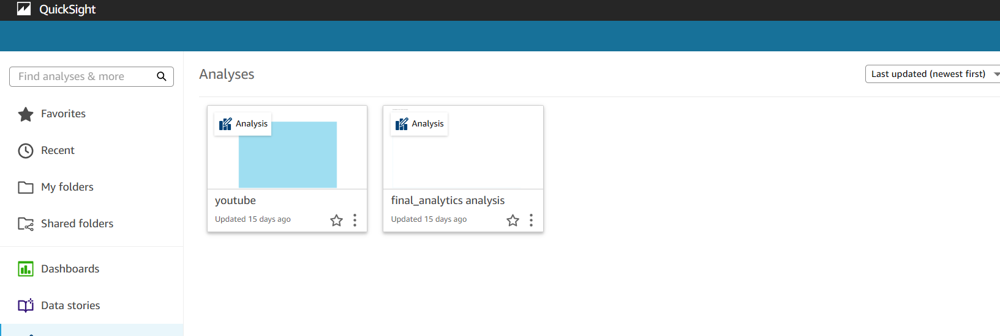 QuickSight
Find analyses & more
Favorites
Recent
My folders
Shared folders
Dashboards
Data stories
Analyses
Last updated (newest first)
Analysis
youtube
Updated 15 days ago
Analysis
final_analytics analysis
Updated 15 days ago